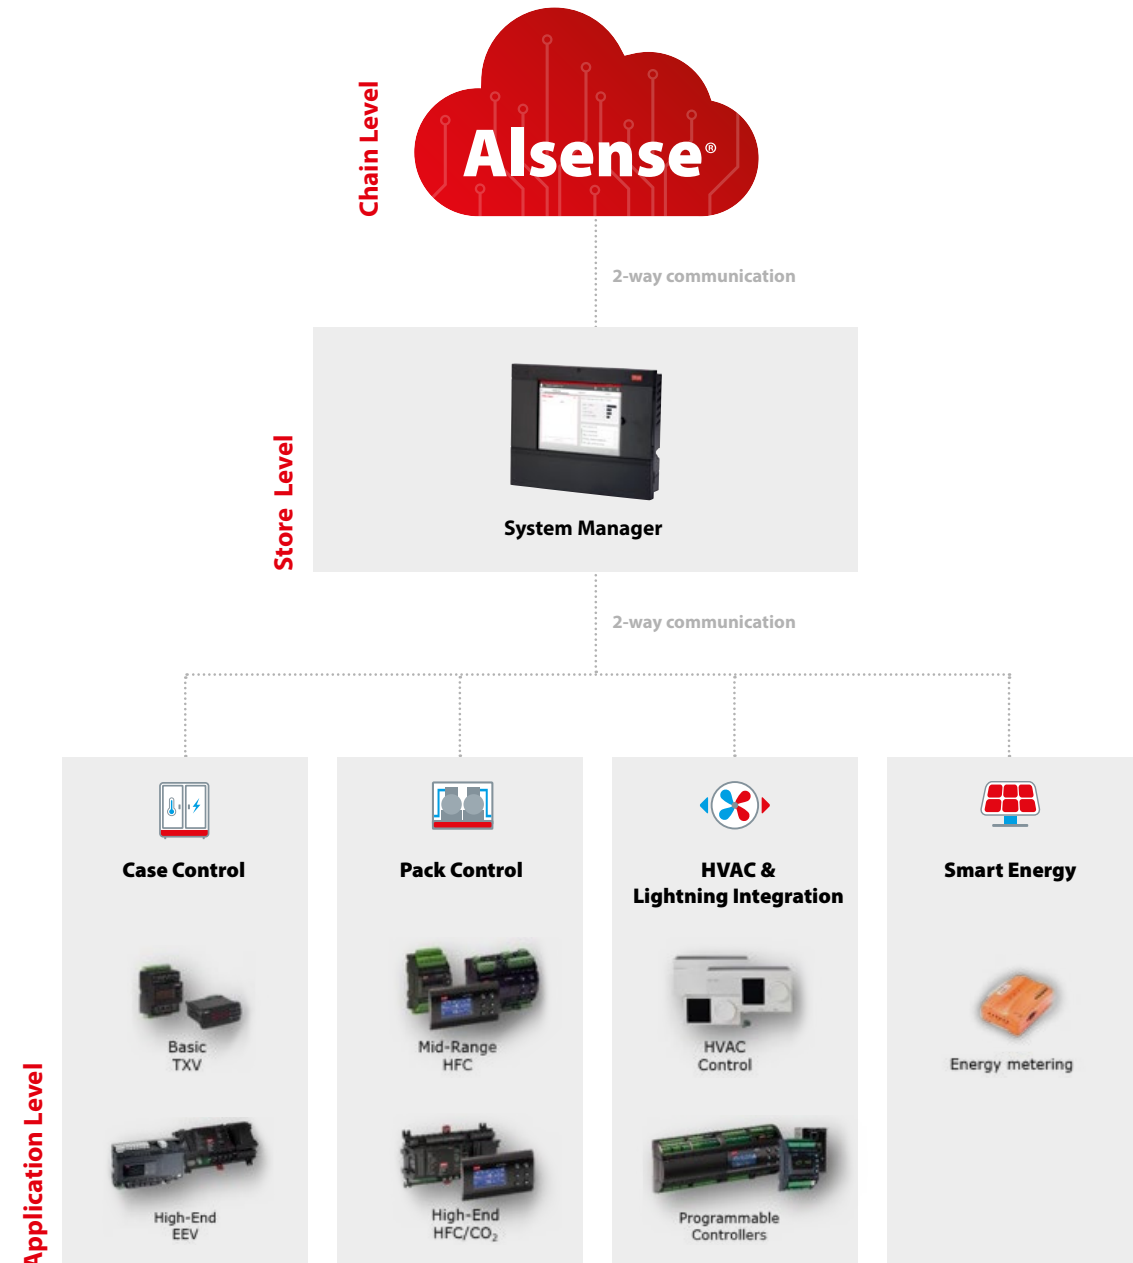 Chain Level
Alsense®
2-way communication
Store Level
System Manager
2-way communication
Application Level
Case Control
Basic
TXV
High-End
EEV
Pack Control
Mid-Range
HFC
High-End
HFC/CO₂
HVAC &
Lightning Integration
HVAC
Control
Programmable
Controllers
Smart Energy
Energy metering